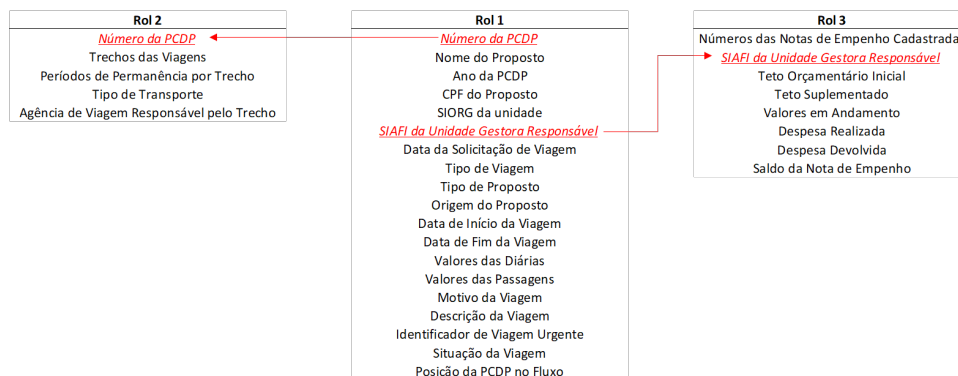 Rol 2
Número da PCDP
Trechos das Viagens
Períodos de Permanência por Trecho
Tipo de Transporte
Agência de Viagem Responsável pelo Trecho
Rol 1
Número da PCDP
Nome do Proposto
Ano da PCDP
CPF do Proposto
SIORG da unidade
SIAFI da Unidade Gestora Responsável
Data da Solicitação de Viagem
Tipo de Viagem
Tipo de Proposto
Origem do Proposto
Data de Início da Viagem
Data de Fim da Viagem
Valores das Diárias
Valores das Passagens
Motivo da Viagem
Descrição da Viagem
Identificador de Viagem Urgente
Situação da Viagem
Posição da PCDP no Fluxo
Rol 3
Números das Notas de Empenho Cadastrada
SIAFI da Unidade Gestora Responsável
Teto Orçamentário Inicial
Teto Suplementado
Valores em Andamento
Despesa Realizada
Despesa Devolvida
Saldo da Nota de Empenho